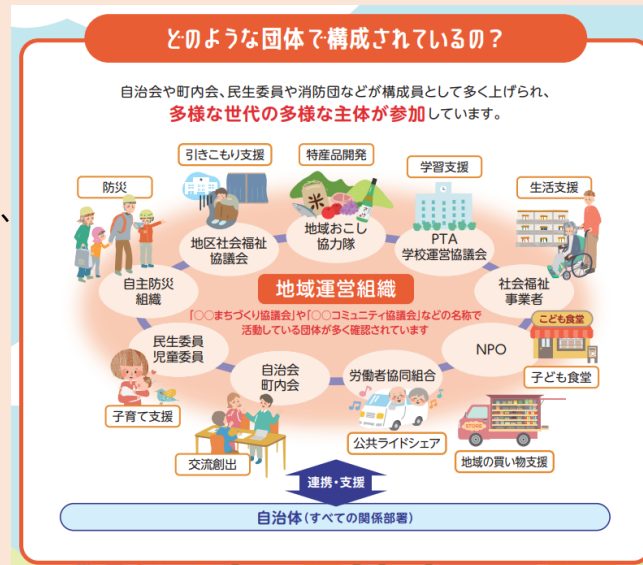 どのような団体で構成されているの？
自治会や町内会、民生委員や消防団などが構成員として多く上げられ、
多様な世代の多様な主体が参加しています。
、
防災
引きこもり支援
特産品開発
学習支援
生活支援
米
自主防災
組織
地区社会福祉
協議会
地域おこし
協力隊
PTA
学校運営協議会
社会福祉
事業者
地域運営組織
「○○まちづくり協議会」や「○○コミュニティ協議会」などの名称で
活動している団体が多く確認されています
民生委員
児童委員
自治会
町内会
労働者協同組合
NPO
こども食堂
子ども食堂
子育て支援
交流創出
公共ライドシェア
STORE
地域の買い物支援
連携・支援
自治体(すべての関係部署)